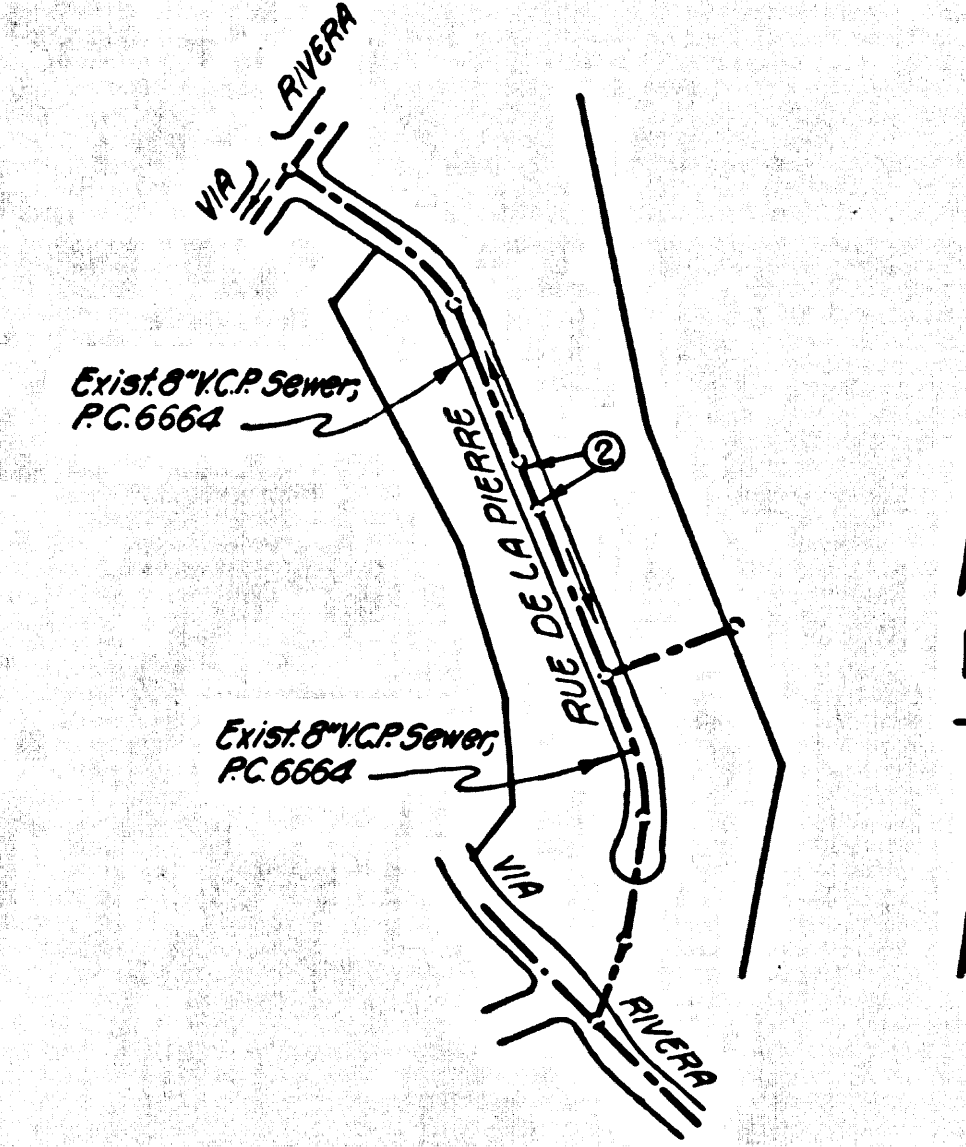 RIVERA
VIA
Exist. 8" V.C.P. Sewer,
P.C. 6664
RUE DE LA PIERRE
2
Exist. 8" V.C.P. Sewer,
P.C. 6664
VIA
RIVERA